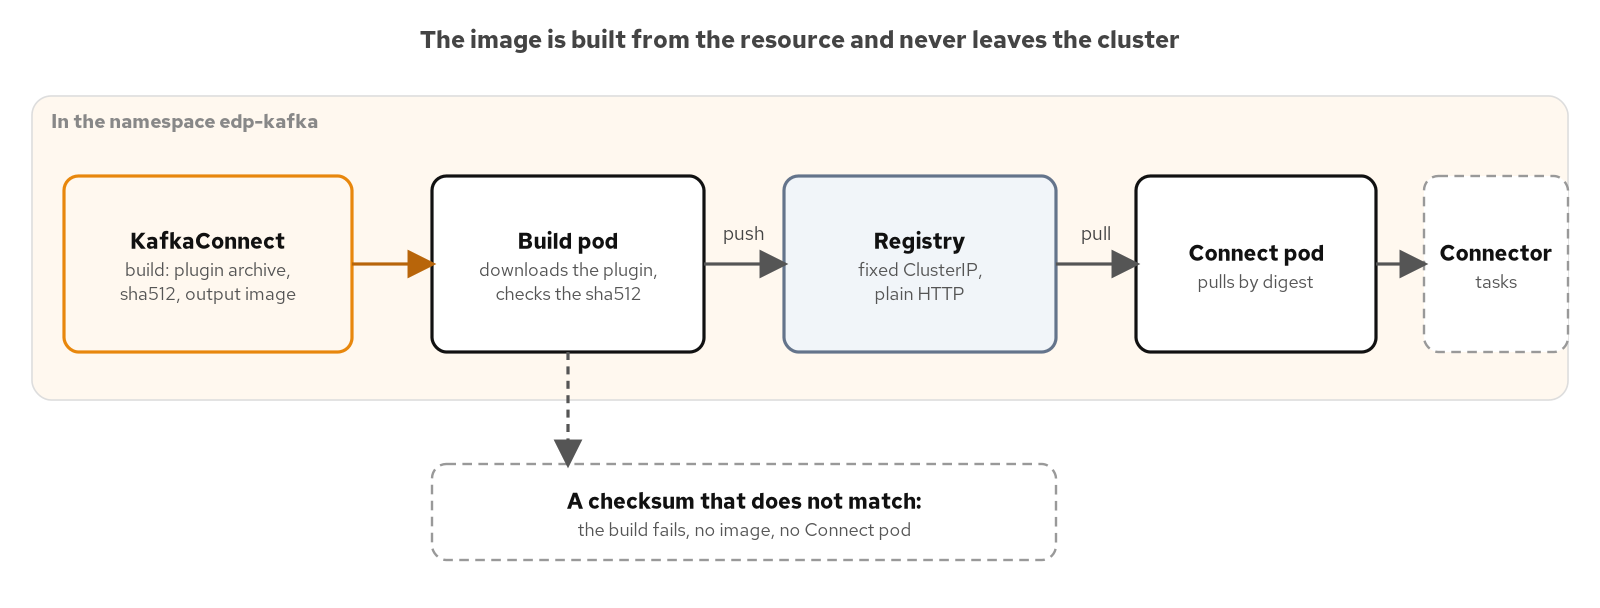 The image is built from the resource and never leaves the cluster
In the namespace edp-kafka
KafkaConnect
build: plugin archive,
sha512, output image
Build pod
downloads the plugin,
checks the sha512
push
Registry
fixed ClusterIP,
plain HTTP
pull
Connect pod
pulls by digest
Connector
tasks
A checksum that does not match:
the build fails, no image, no Connect pod